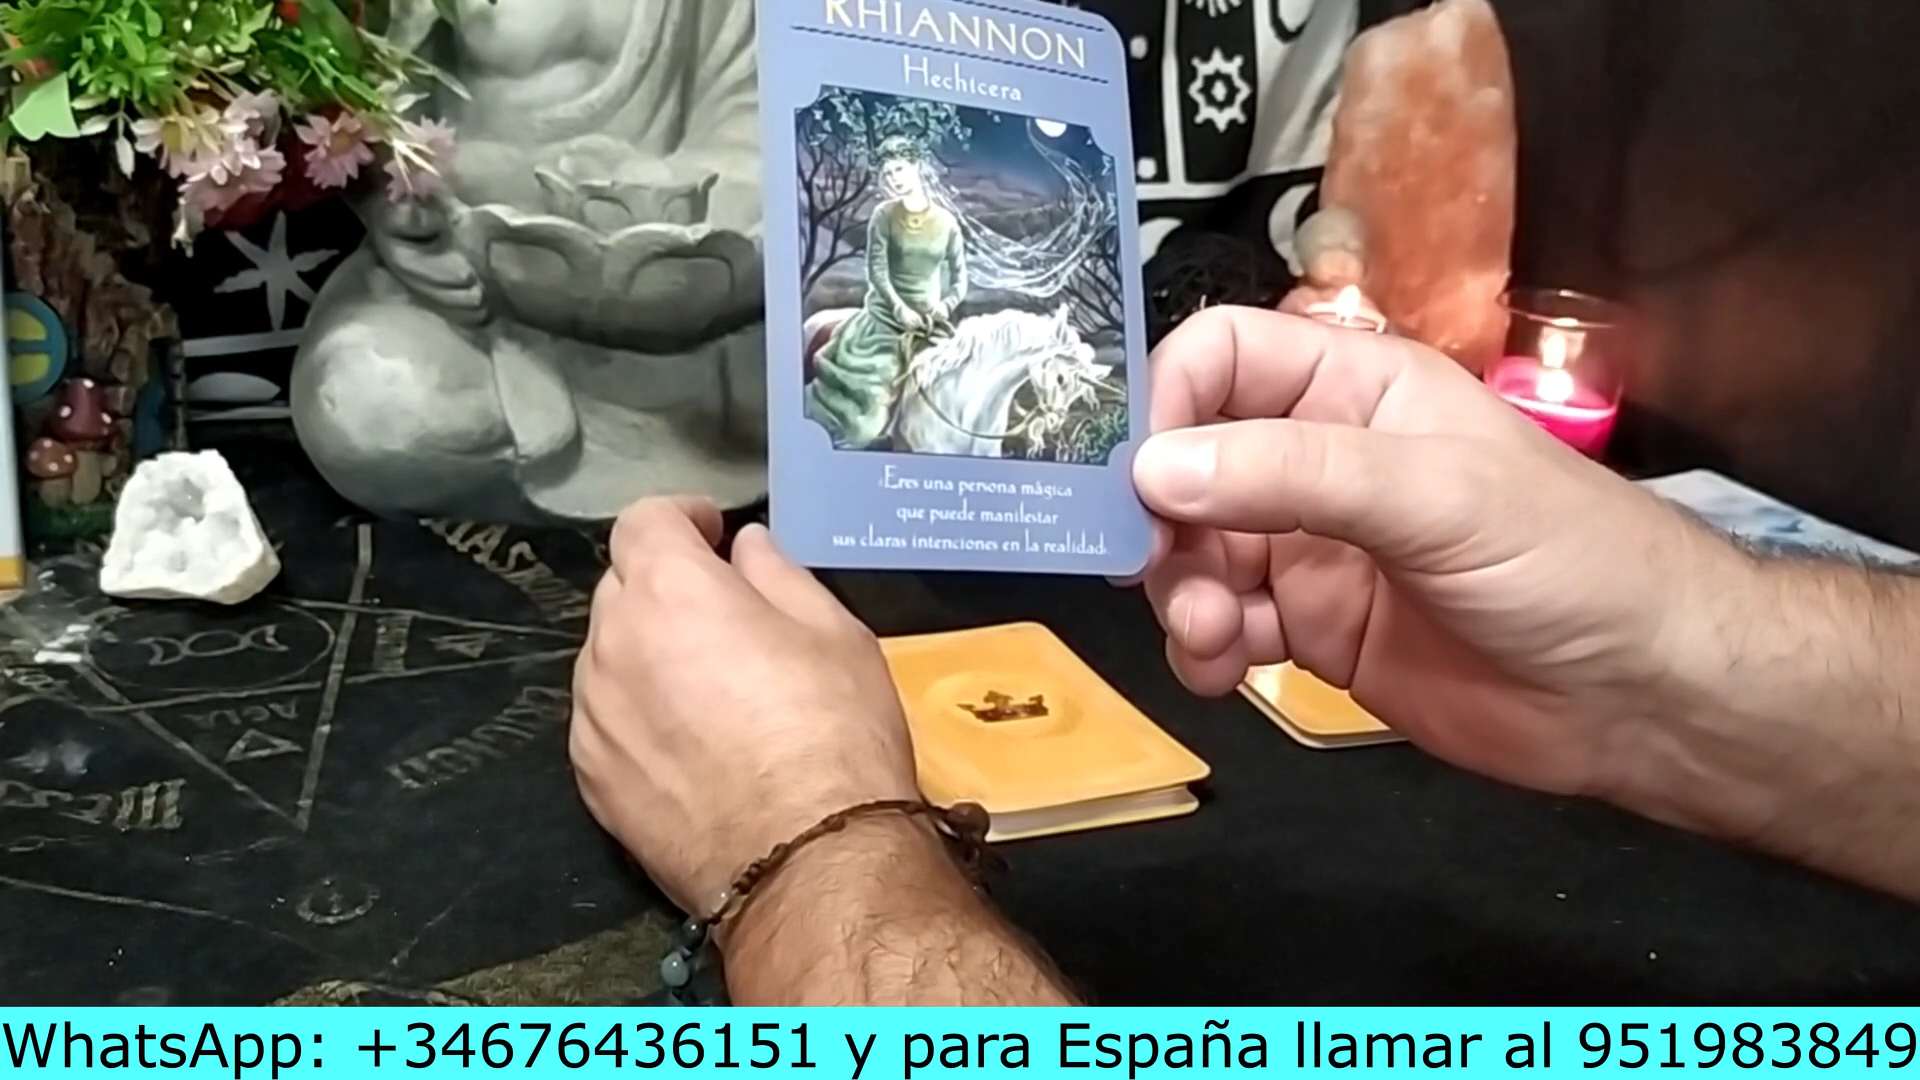 RHIANNON
Hechicera
¡Eres una persona mágica
que puede manifestar
sus claras intenciones en la realidad!
AGLA
WhatsApp: +34676436151 y para España llamar al 951983849